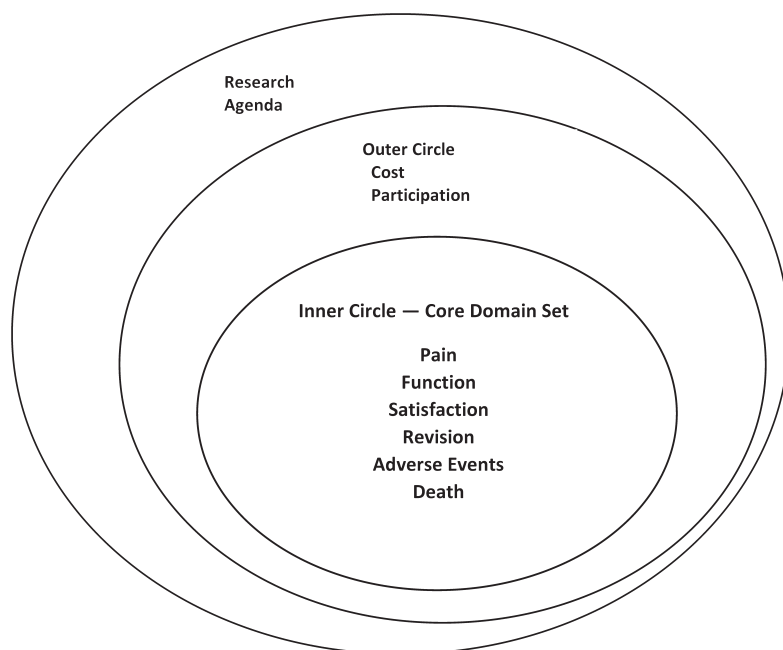 Research
Agenda
Outer Circle
Cost
Participation
Inner Circle — Core Domain Set
Pain
Function
Satisfaction
Revision
Adverse Events
Death